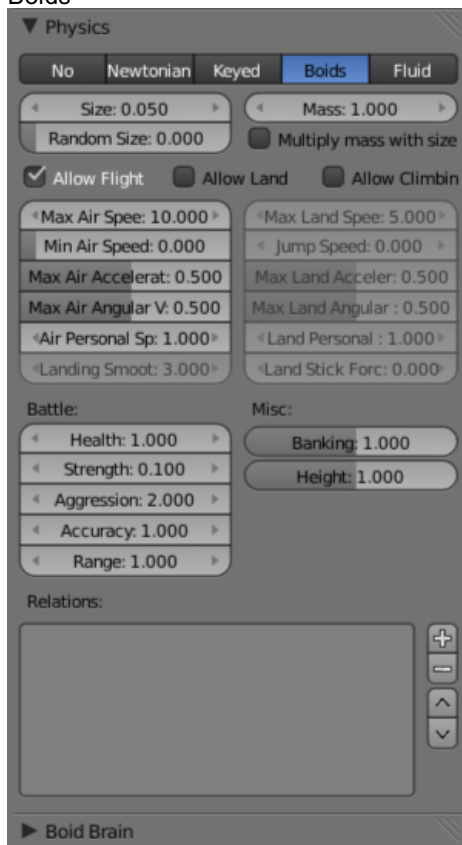 Boids
Physics
No Newtonian Keyed Boids Fluid
Size: 0.050 Mass: 1.000
Random Size: 0.000 Multiply mass with size
Allow Flight Allow Land Allow Climbin
Max Air Spee: 10.000 Max Land Spee: 5.000
Min Air Speed: 0.000 Jump Speed: 0.000
Max Air Accelerat: 0.500 Max Land Acceler: 0.500
Max Air Angular V: 0.500 Max Land Angular : 0.500
Air Personal Sp: 1.000 Land Personal : 1.000
Landing Smoot: 3.000 Land Stick Forc: 0.000
Battle: Misc:
Health: 1.000 Banking: 1.000
Strength: 0.100 Height: 1.000
Aggression: 2.000
Accuracy: 1.000
Range: 1.000
Relations:
Boid Brain